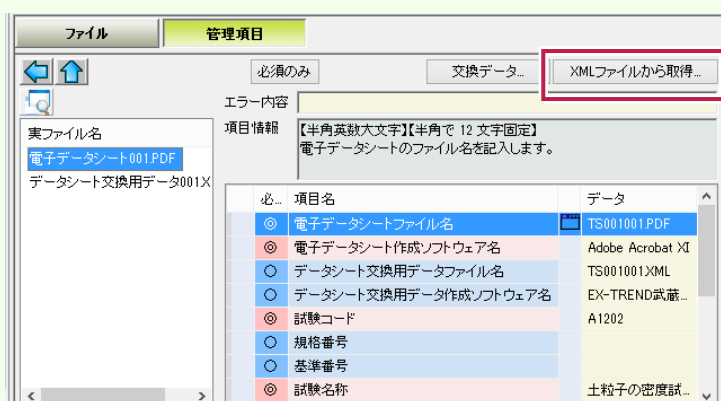 ファイル 管理項目
必須のみ 交換データ... XMLファイルから取得...
エラー内容
項目情報 【半角英数大文字】【半角で 12 文字固定】
電子データシートのファイル名を記入します。
実ファイル名
電子データシート001.PDF
データシート交換用データ001.X
必... 項目名 データ
◎ 電子データシートファイル名 TS001001.PDF
◎ 電子データシート作成ソフトウェア名 Adobe Acrobat XI
○ データシート交換用データファイル名 TS001001.XML
○ データシート交換用データ作成ソフトウェア名 EX-TREND武蔵...
◎ 試験コード A1202
○ 規格番号
○ 基準番号
◎ 試験名称 土粒子の密度試...